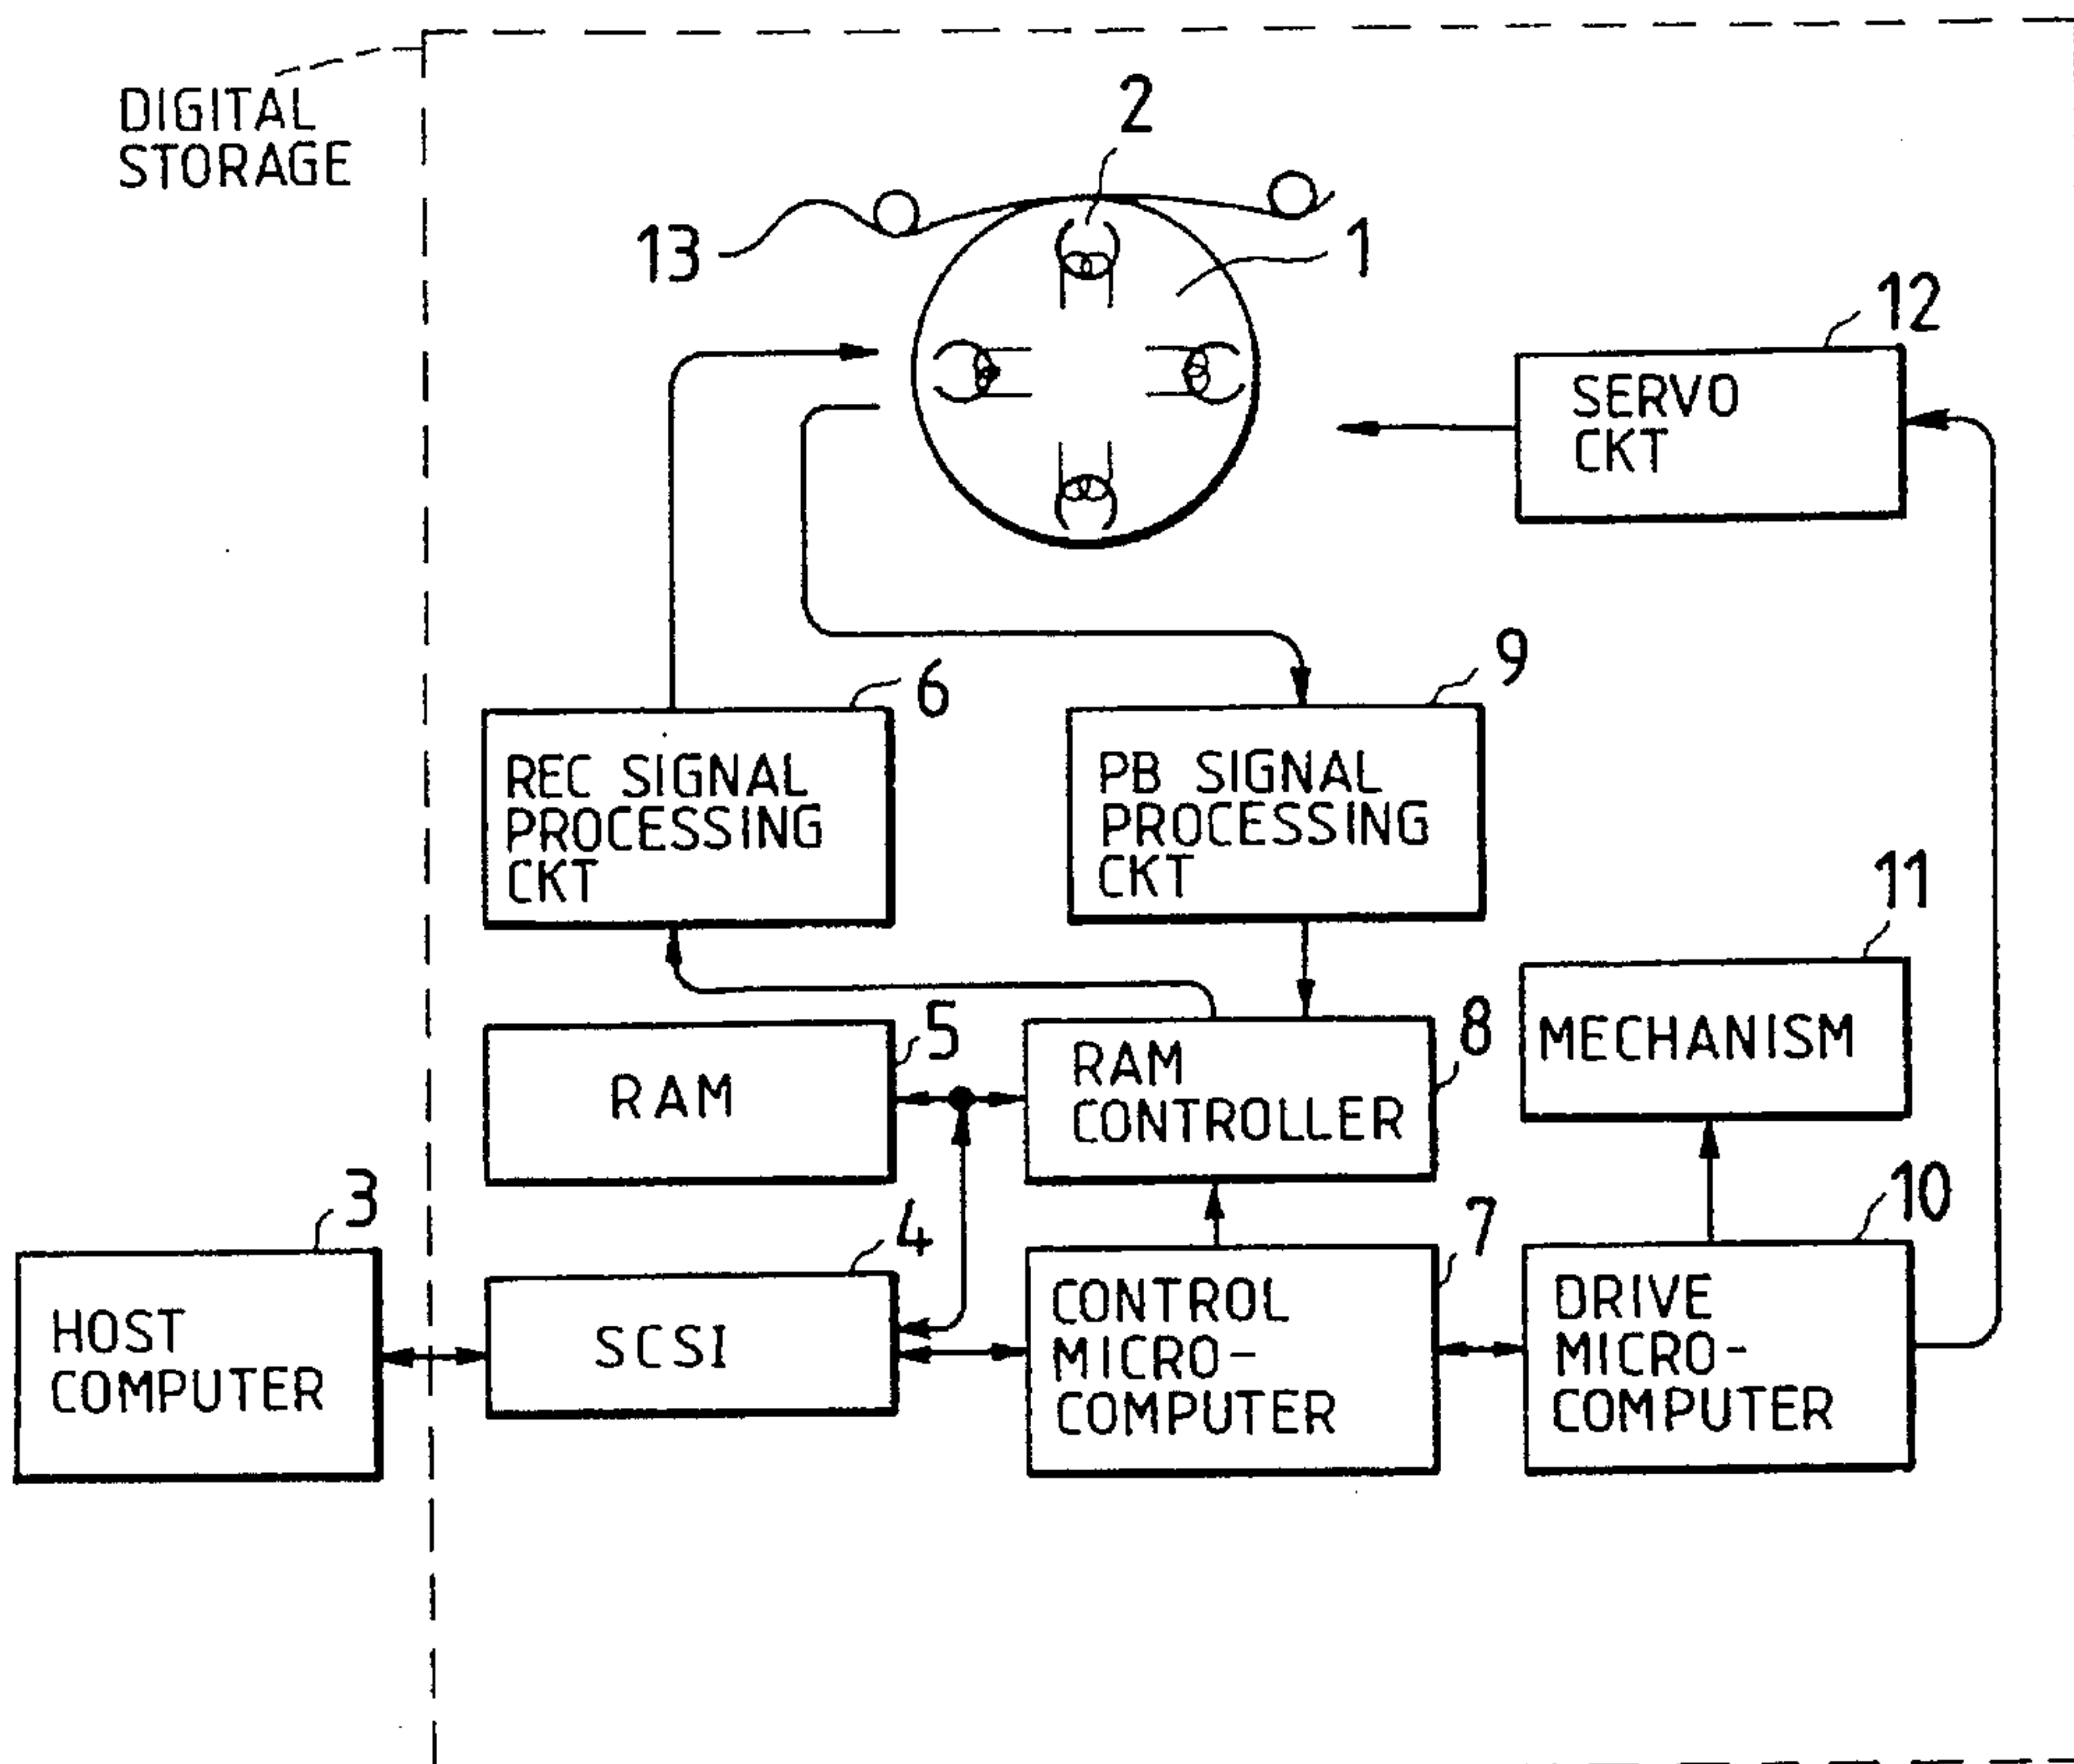 DIGITAL
STORAGE
2
13
1
12
SERVO
CKT
6
9
REC SIGNAL
PROCESSING
CKT
PB SIGNAL
PROCESSING
CKT
11
MECHANISM
5
RAM
8
RAM
CONTROLLER
3
HOST
COMPUTER
4
SCSI
7
CONTROL
MICRO-
COMPUTER
10
DRIVE
MICRO-
COMPUTER